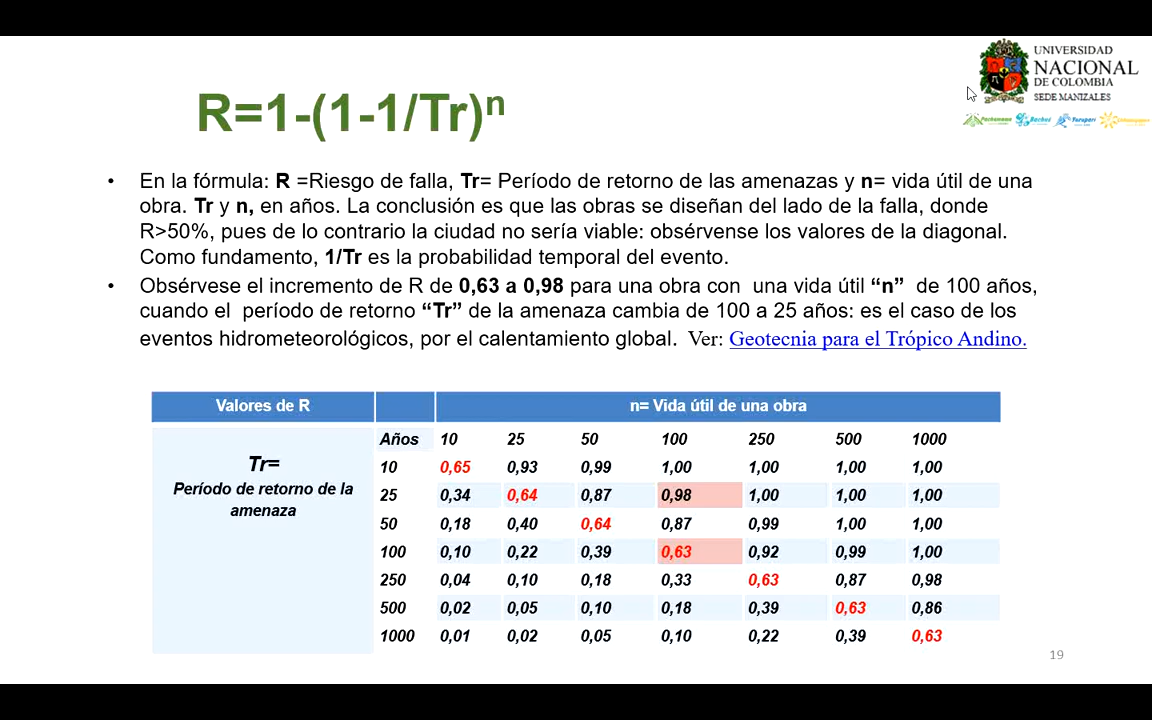 UNIVERSIDAD
NACIONAL
DE COLOMBIA
SEDE MANIZALES
R=1-(1-1/Tr)ⁿ
• En la fórmula: R =Riesgo de falla, Tr= Período de retorno de las amenazas y n= vida útil de una
obra. Tr y n, en años. La conclusión es que las obras se diseñan del lado de la falla, donde
R>50%, pues de lo contrario la ciudad no sería viable: obsérvense los valores de la diagonal.
Como fundamento, 1/Tr es la probabilidad temporal del evento.
• Obsérvese el incremento de R de 0,63 a 0,98 para una obra con una vida útil “n” de 100 años,
cuando el período de retorno “Tr” de la amenaza cambia de 100 a 25 años: es el caso de los
eventos hidrometeorológicos, por el calentamiento global. Ver: Geotecnia para el Trópico Andino.
Valores de R n= Vida útil de una obra
Tr=
Período de retorno de la
amenaza
Años 10 25 50 100 250 500 1000
10 0,65 0,93 0,99 1,00 1,00 1,00 1,00
25 0,34 0,64 0,87 0,98 1,00 1,00 1,00
50 0,18 0,40 0,64 0,87 0,99 1,00 1,00
100 0,10 0,22 0,39 0,63 0,92 0,99 1,00
250 0,04 0,10 0,18 0,33 0,63 0,87 0,98
500 0,02 0,05 0,10 0,18 0,39 0,63 0,86
1000 0,01 0,02 0,05 0,10 0,22 0,39 0,63
19